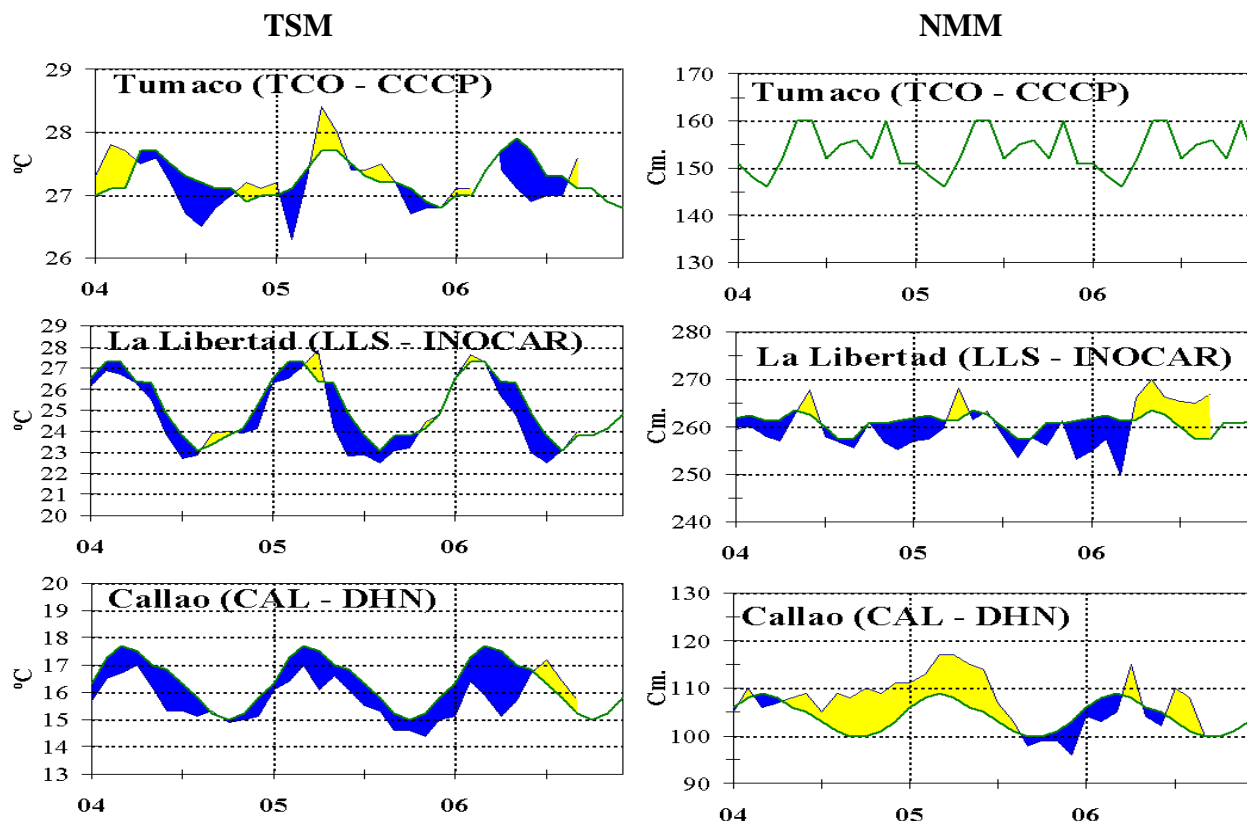 TSM
NMM
Tumaco (TCO - CCCP)
ºC
29
28
27
26
04 05 06
Tumaco (TCO - CCCP)
Cm.
170
160
150
140
130
04 05 06
La Libertad (LLS - INOCAR)
ºC
29
28
27
26
25
24
23
22
21
20
04 05 06
La Libertad (LLS - INOCAR)
Cm.
280
270
260
250
240
04 05 06
Callao (CAL - DHN)
ºC
20
19
18
17
16
15
14
13
04 05 06
Callao (CAL - DHN)
Cm.
130
120
110
100
90
04 05 06